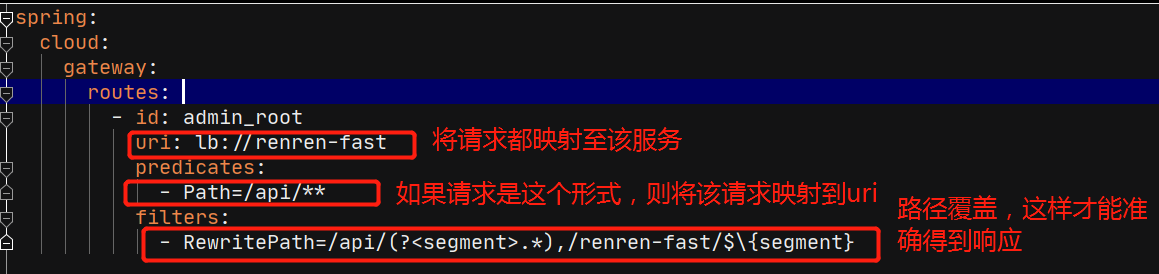 spring:
cloud:
gateway:
routes:
- id: admin_root
uri: lb://renren-fast
将请求都映射至该服务
predicates:
- Path=/api/**
如果请求是这个形式，则将该请求映射到uri
filters:
- RewritePath=/api/(?<segment>.*),/renren-fast/$\{segment}
路径覆盖，这样才能准
确得到响应